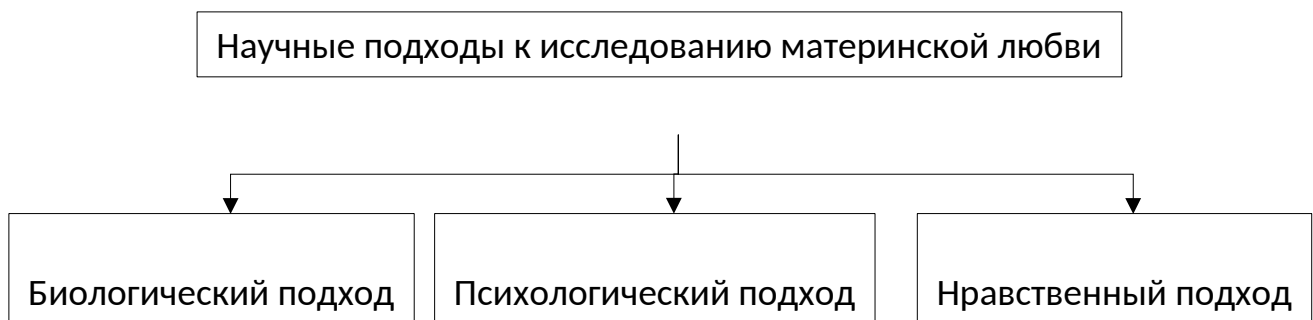 Научные подходы к исследованию материнской любви
Биологический подход
Психологический подход
Нравственный подход